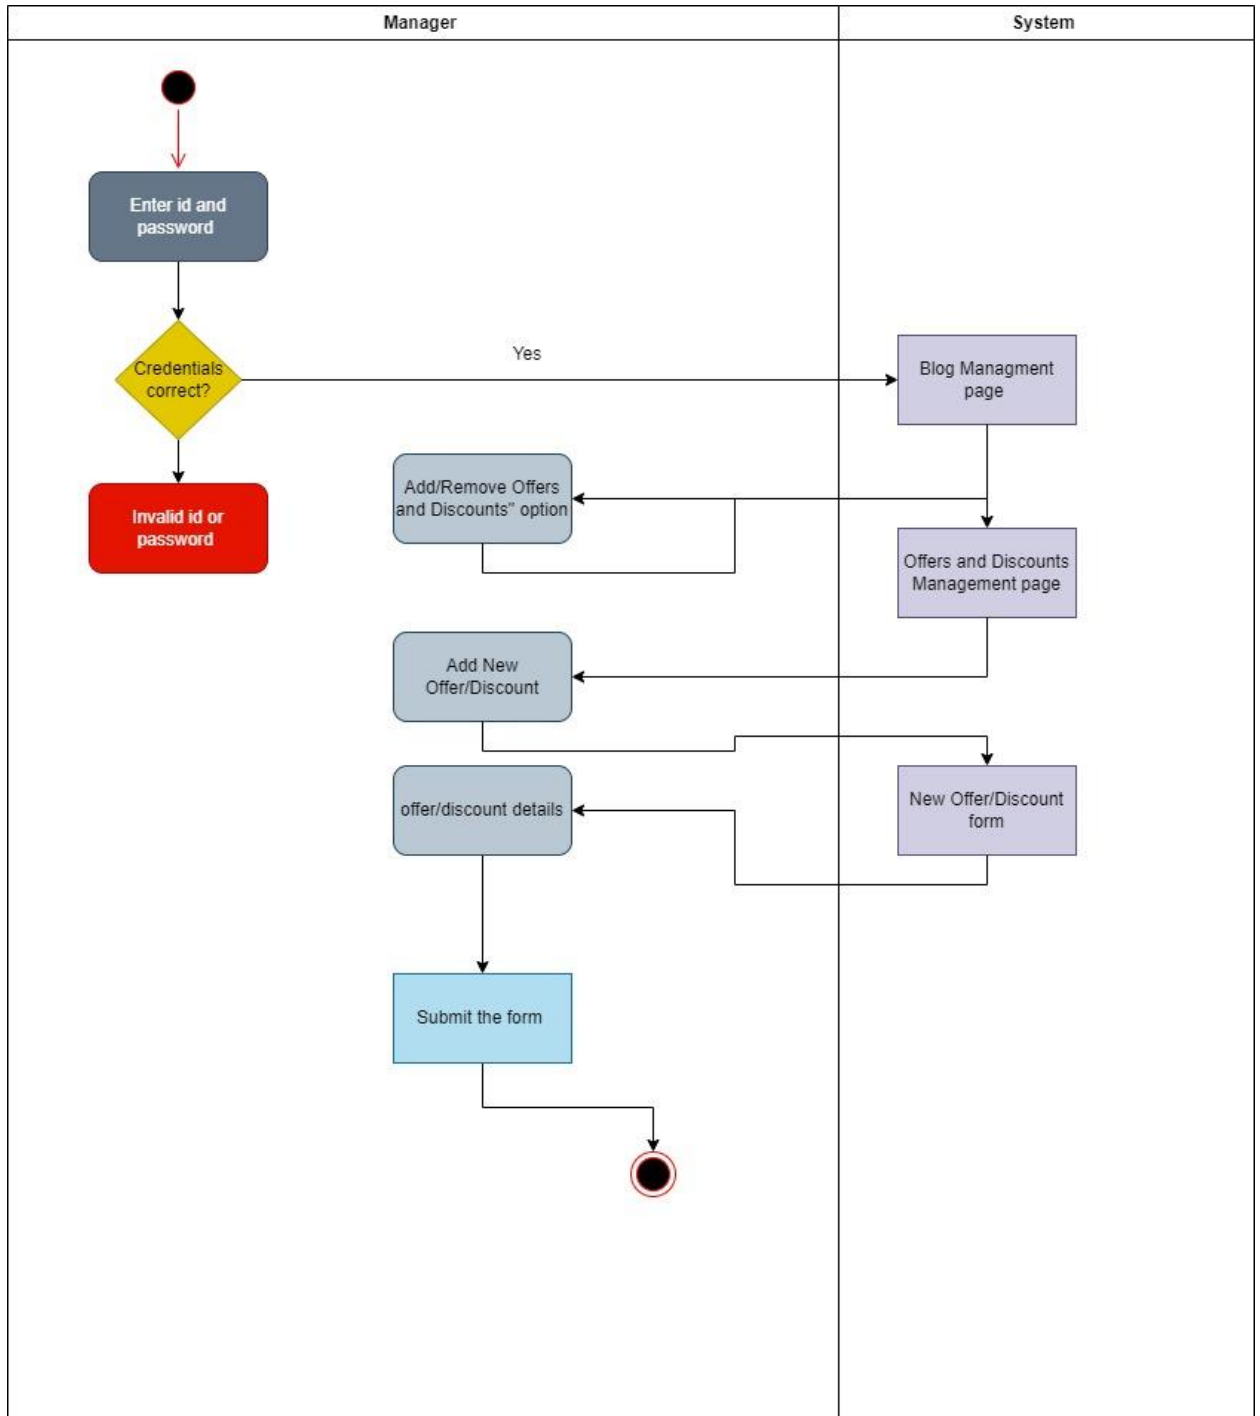 Manager
System
Enter id and
password
Credentials
correct?
Yes
Blog Managment
page
Add/Remove Offers
and Discounts" option
Invalid id or
password
Offers and Discounts
Management page
Add New
Offer/Discount
offer/discount details
New Offer/Discount
form
Submit the form